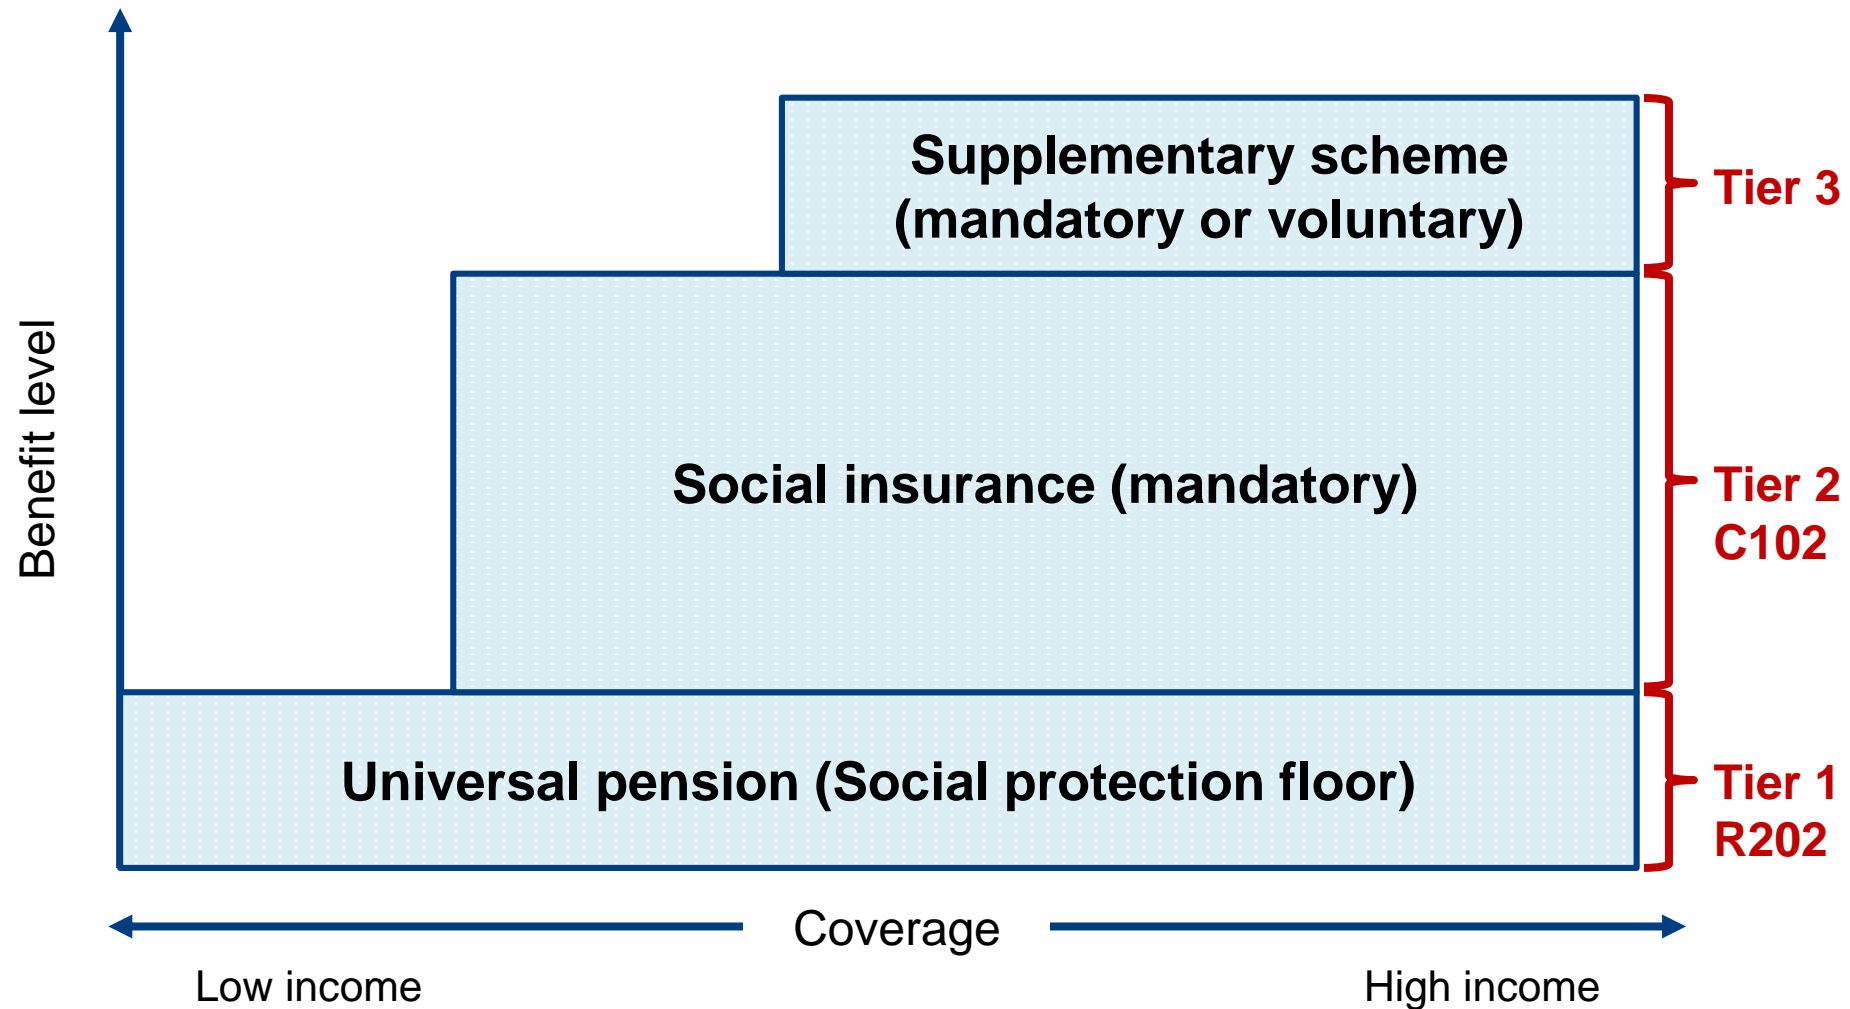 Supplementary scheme
(mandatory or voluntary)
Tier 3
Benefit level
Social insurance (mandatory)
Tier 2
C102
Universal pension (Social protection floor)
Tier 1
R202
Coverage
Low income
High income